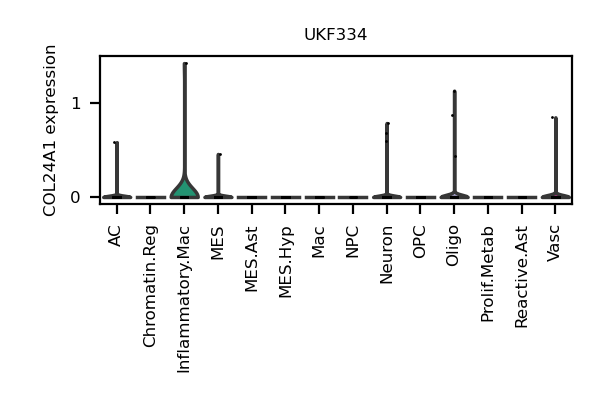 UKF334
COL24A1 expression
1
0
AC
Chromatin.Reg
Inflammatory.Mac
MES
MES.Ast
MES.Hyp
Mac
NPC
Neuron
OPC
Oligo
Prolif.Metab
Reactive.Ast
Vasc